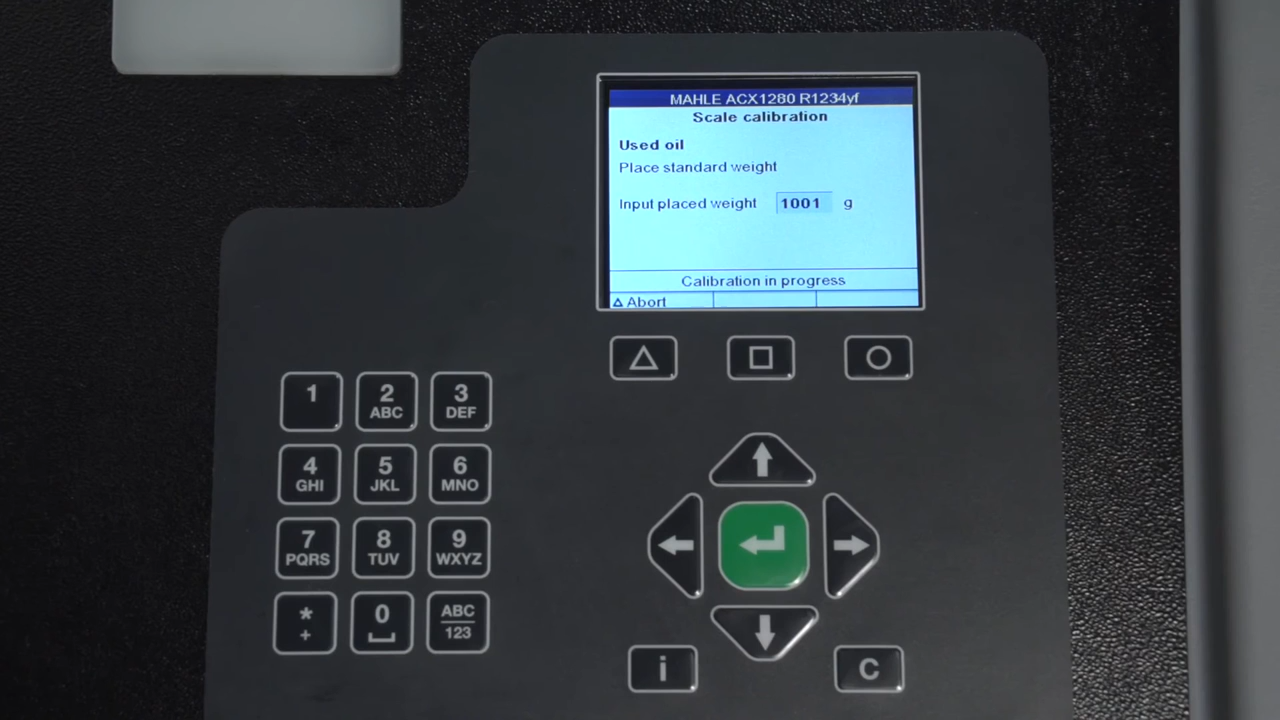 MAHLE ACX1280 R1234yf
Scale calibration
Used oil
Place standard weight
Input placed weight 1001 g
Calibration in progress
Δ Abort
1 2 3
ABC DEF
4 5 6
GHI JKL MNO
7 8 9
PQRS TUV WXYZ
* 0 ABC
+ 123
i C